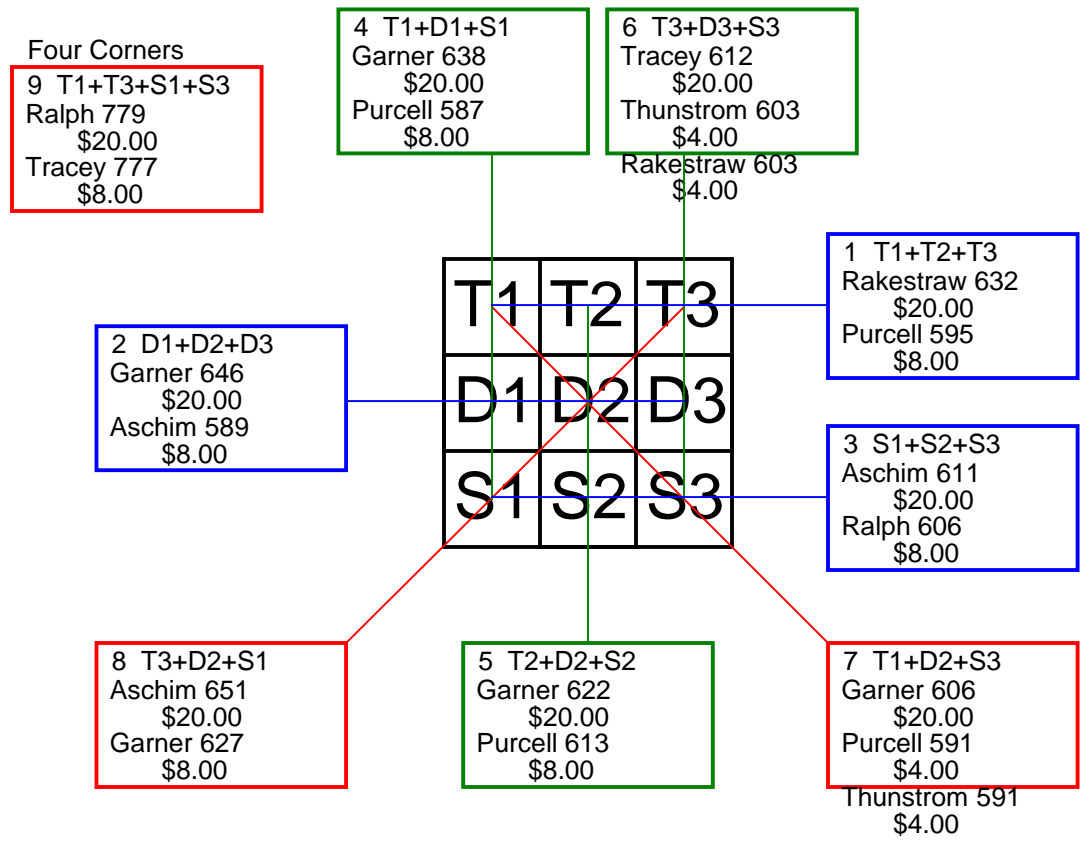 Four Corners
9 T1+T3+S1+S3
Ralph 779
$20.00
Tracey 777
$8.00
4 T1+D1+S1
Garner 638
$20.00
Purcell 587
$8.00
6 T3+D3+S3
Tracey 612
$20.00
Thunstrom 603
$4.00
Rakestraw 603
$4.00
1 T1+T2+T3
Rakestraw 632
$20.00
Purcell 595
$8.00
2 D1+D2+D3
Garner 646
$20.00
Aschim 589
$8.00
T1 T2 T3
D1 D2 D3
S1 S2 S3
3 S1+S2+S3
Aschim 611
$20.00
Ralph 606
$8.00
8 T3+D2+S1
Aschim 651
$20.00
Garner 627
$8.00
5 T2+D2+S2
Garner 622
$20.00
Purcell 613
$8.00
7 T1+D2+S3
Garner 606
$20.00
Purcell 591
$4.00
Thunstrom 591
$4.00